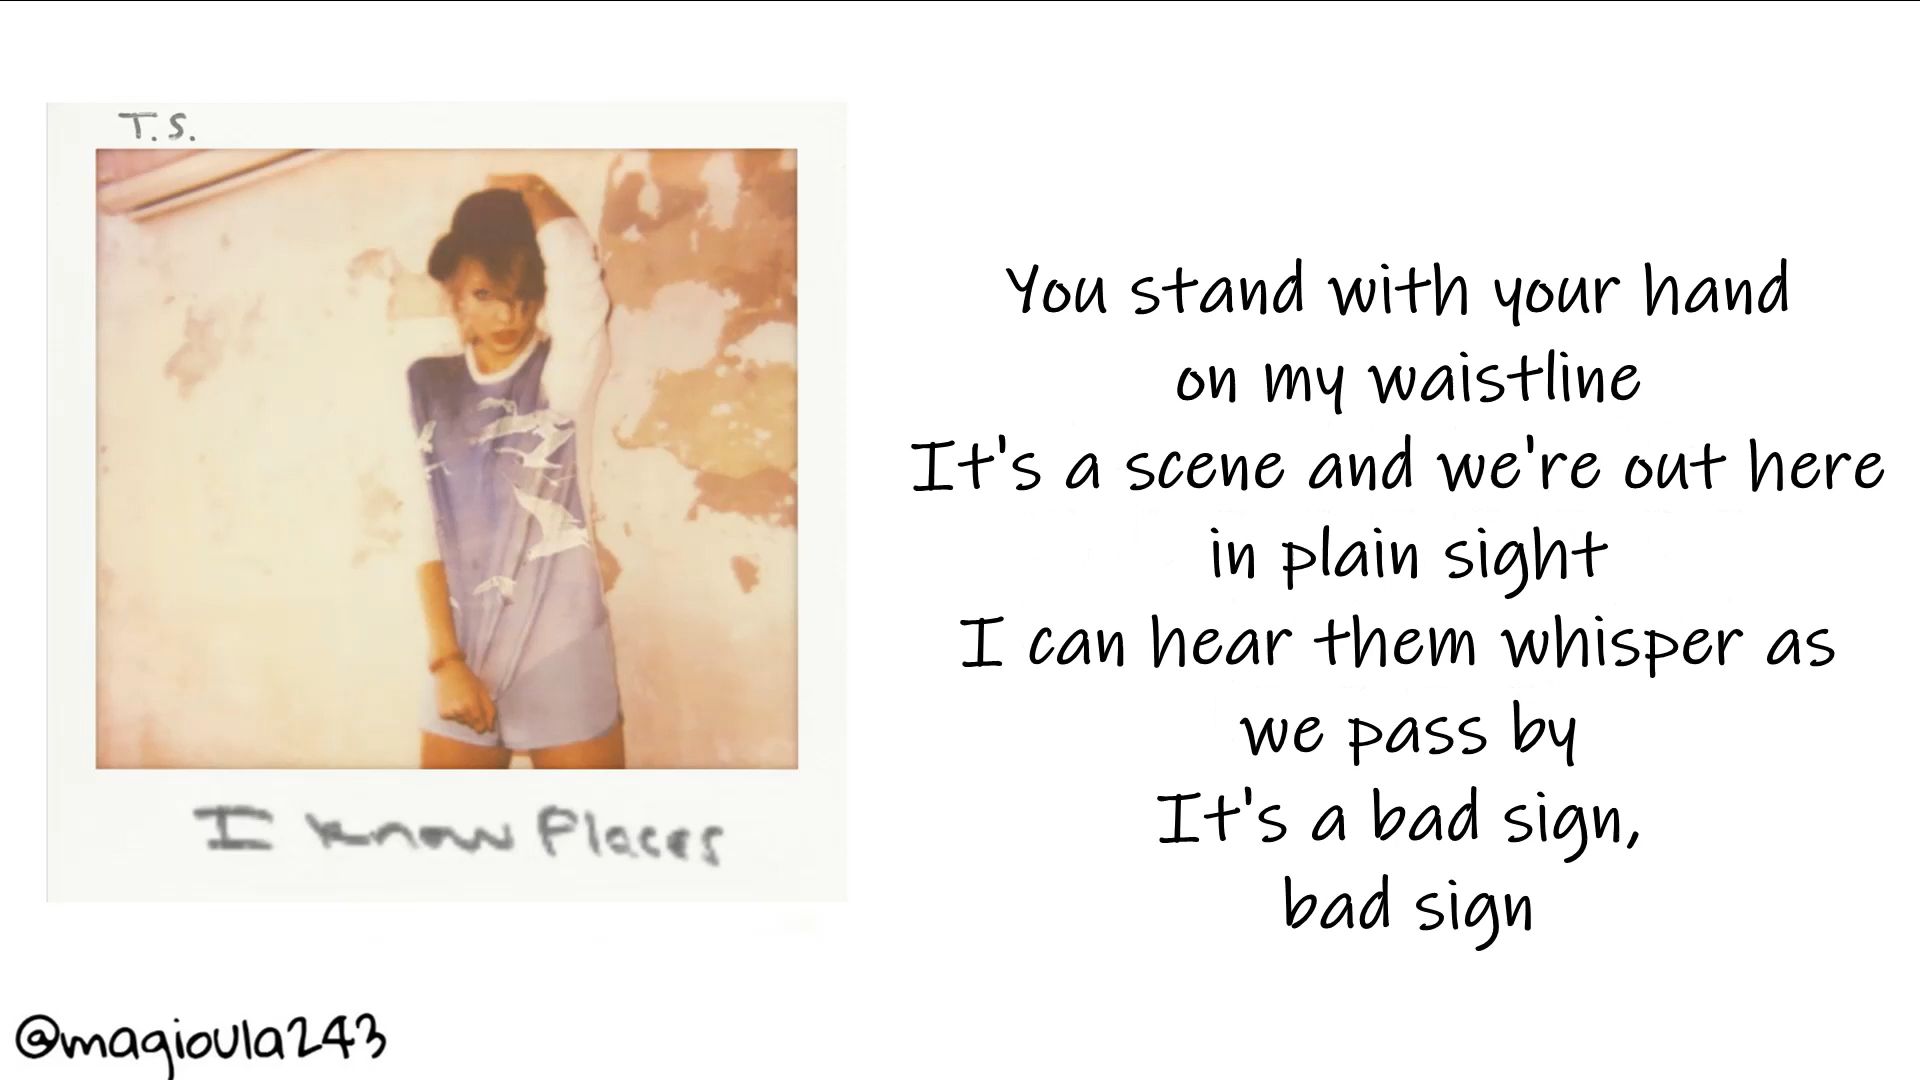 T.S.
I know Places
You stand with your hand
on my waistline
It's a scene and we're out here
in plain sight
I can hear them whisper as
we pass by
It's a bad sign,
bad sign
@magioula243